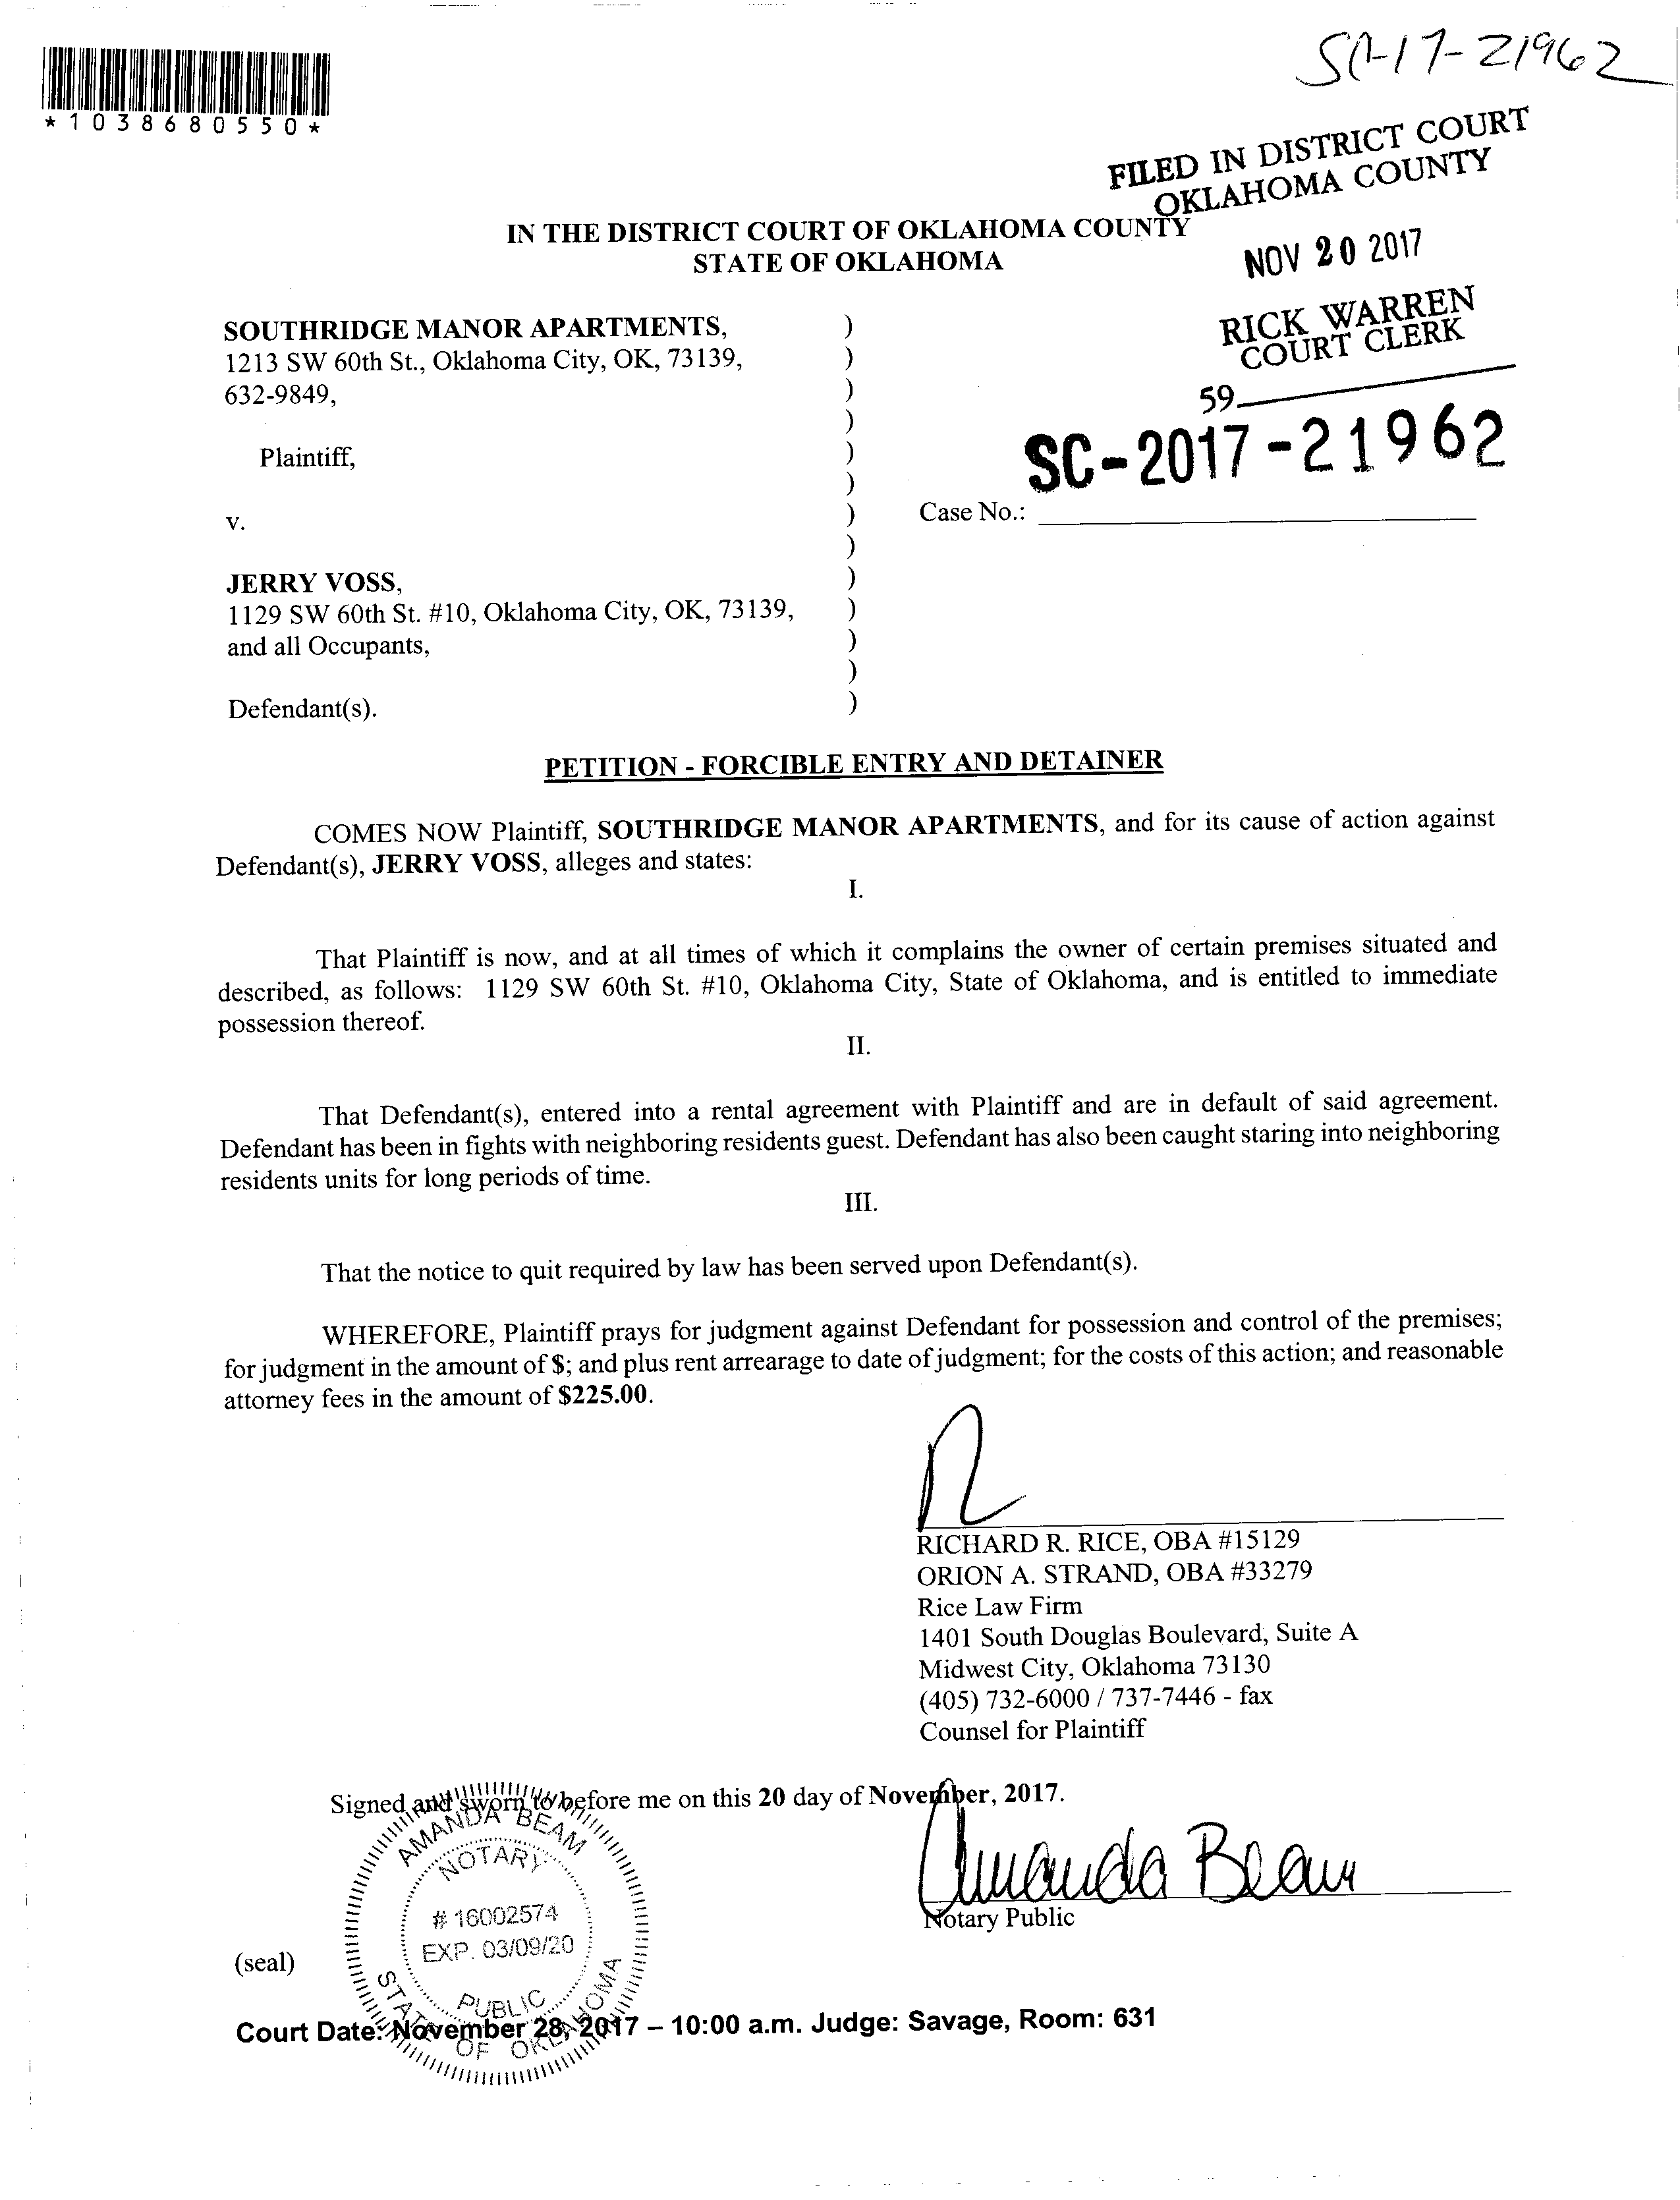 SC-17-21962
*1038680550*
FILED IN DISTRICT COURT
OKLAHOMA COUNTY
IN THE DISTRICT COURT OF OKLAHOMA COUNTY
STATE OF OKLAHOMA
NOV 20 2017
RICK WARREN
COURT CLERK
59
SOUTHRIDGE MANOR APARTMENTS, )
1213 SW 60th St., Oklahoma City, OK, 73139, )
632-9849, )
)
Plaintiff, )
SC-2017-21962
)
v. ) Case No.:
)
JERRY VOSS, )
1129 SW 60th St. #10, Oklahoma City, OK, 73139, )
and all Occupants, )
)
Defendant(s). )
PETITION - FORCIBLE ENTRY AND DETAINER
COMES NOW Plaintiff, SOUTHRIDGE MANOR APARTMENTS, and for its cause of action against
Defendant(s), JERRY VOSS, alleges and states:
I.
That Plaintiff is now, and at all times of which it complains the owner of certain premises situated and
described, as follows: 1129 SW 60th St. #10, Oklahoma City, State of Oklahoma, and is entitled to immediate
possession thereof.
II.
That Defendant(s), entered into a rental agreement with Plaintiff and are in default of said agreement.
Defendant has been in fights with neighboring residents guest. Defendant has also been caught staring into neighboring
residents units for long periods of time.
III.
That the notice to quit required by law has been served upon Defendant(s).
WHEREFORE, Plaintiff prays for judgment against Defendant for possession and control of the premises;
for judgment in the amount of $; and plus rent arrearage to date of judgment; for the costs of this action; and reasonable
attorney fees in the amount of $225.00.
RICHARD R. RICE, OBA #15129
ORION A. STRAND, OBA #33279
Rice Law Firm
1401 South Douglas Boulevard, Suite A
Midwest City, Oklahoma 73130
(405) 732-6000 / 737-7446 - fax
Counsel for Plaintiff
Signed and sworn to before me on this 20 day of November, 2017.
Amanda Beam
Notary Public
AMANDA BEAM
NOTARY
# 16002574
EXP. 03/09/20
PUBLIC
STATE OF OKLAHOMA
(seal)
Court Date: November 28, 2017 – 10:00 a.m. Judge: Savage, Room: 631